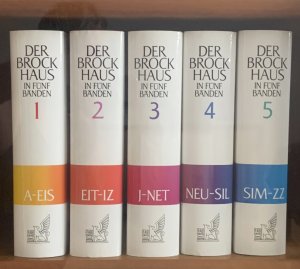 DER
BROCK
HAUS
IN FÜNF
BÄNDEN
1
A-EIS
DER
BROCK
HAUS
IN FÜNF
BÄNDEN
2
EIT-IZ
DER
BROCK
HAUS
IN FÜNF
BÄNDEN
3
J-NET
DER
BROCK
HAUS
IN FÜNF
BÄNDEN
4
NEU-SIL
DER
BROCK
HAUS
IN FÜNF
BÄNDEN
5
SIM-ZZ